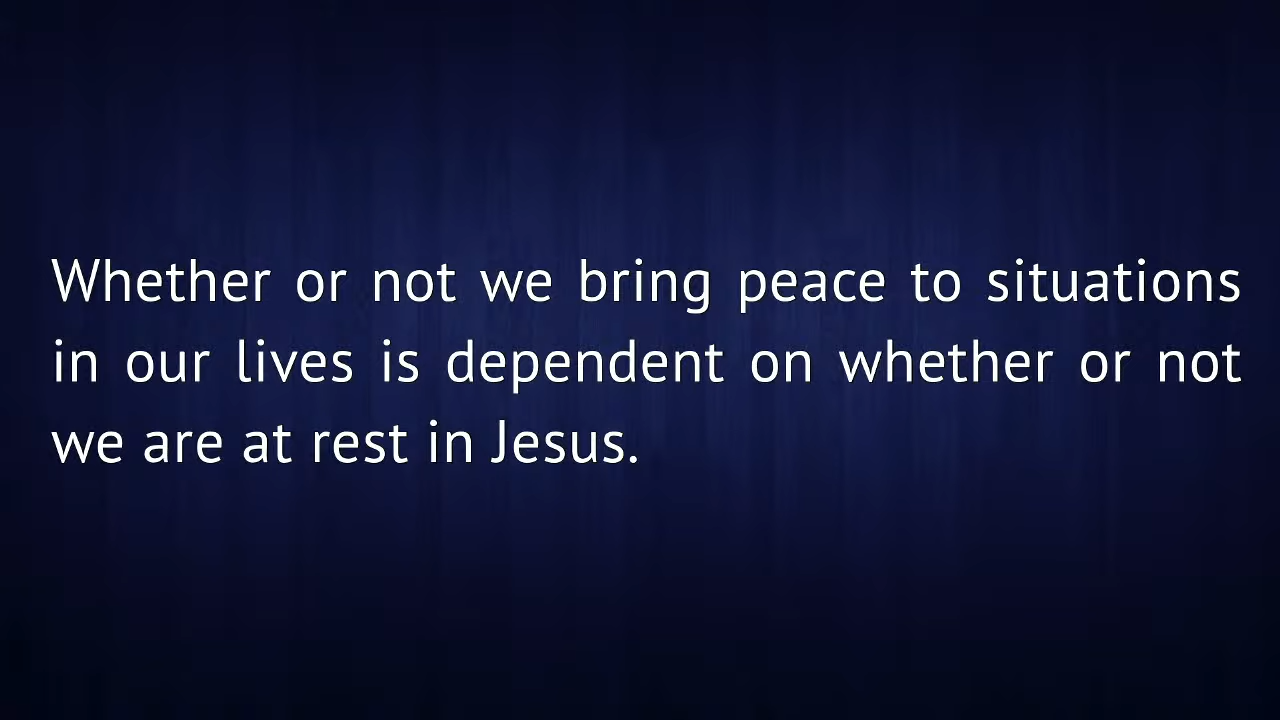 Whether or not we bring peace to situations
in our lives is dependent on whether or not
we are at rest in Jesus.